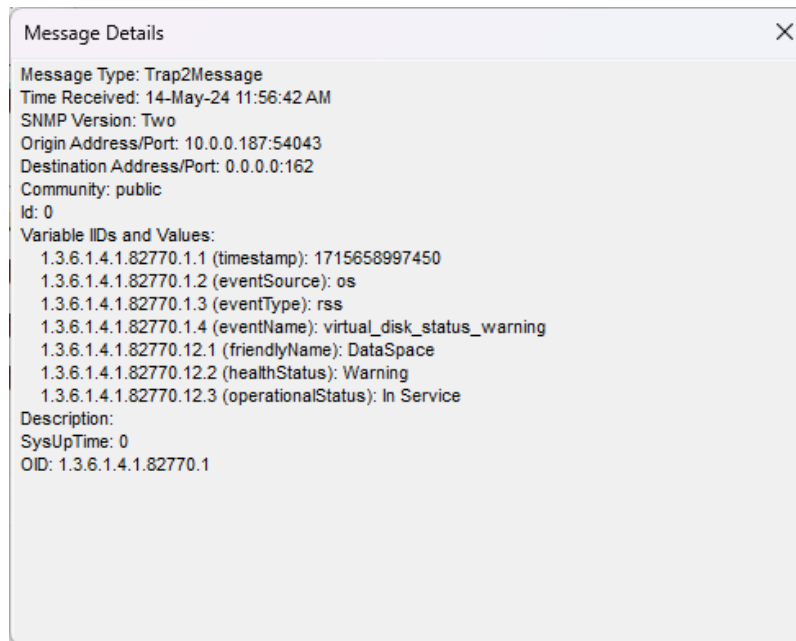 Message Details
Message Type: Trap2Message
Time Received: 14-May-24 11:56:42 AM
SNMP Version: Two
Origin Address/Port: 10.0.0.187:54043
Destination Address/Port: 0.0.0.0:162
Community: public
Id: 0
Variable IIDs and Values:
1.3.6.1.4.1.82770.1.1 (timestamp): 1715658997450
1.3.6.1.4.1.82770.1.2 (eventSource): os
1.3.6.1.4.1.82770.1.3 (eventType): rss
1.3.6.1.4.1.82770.1.4 (eventName): virtual_disk_status_warning
1.3.6.1.4.1.82770.12.1 (friendlyName): DataSpace
1.3.6.1.4.1.82770.12.2 (healthStatus): Warning
1.3.6.1.4.1.82770.12.3 (operationalStatus): In Service
Description:
SysUpTime: 0
OID: 1.3.6.1.4.1.82770.1